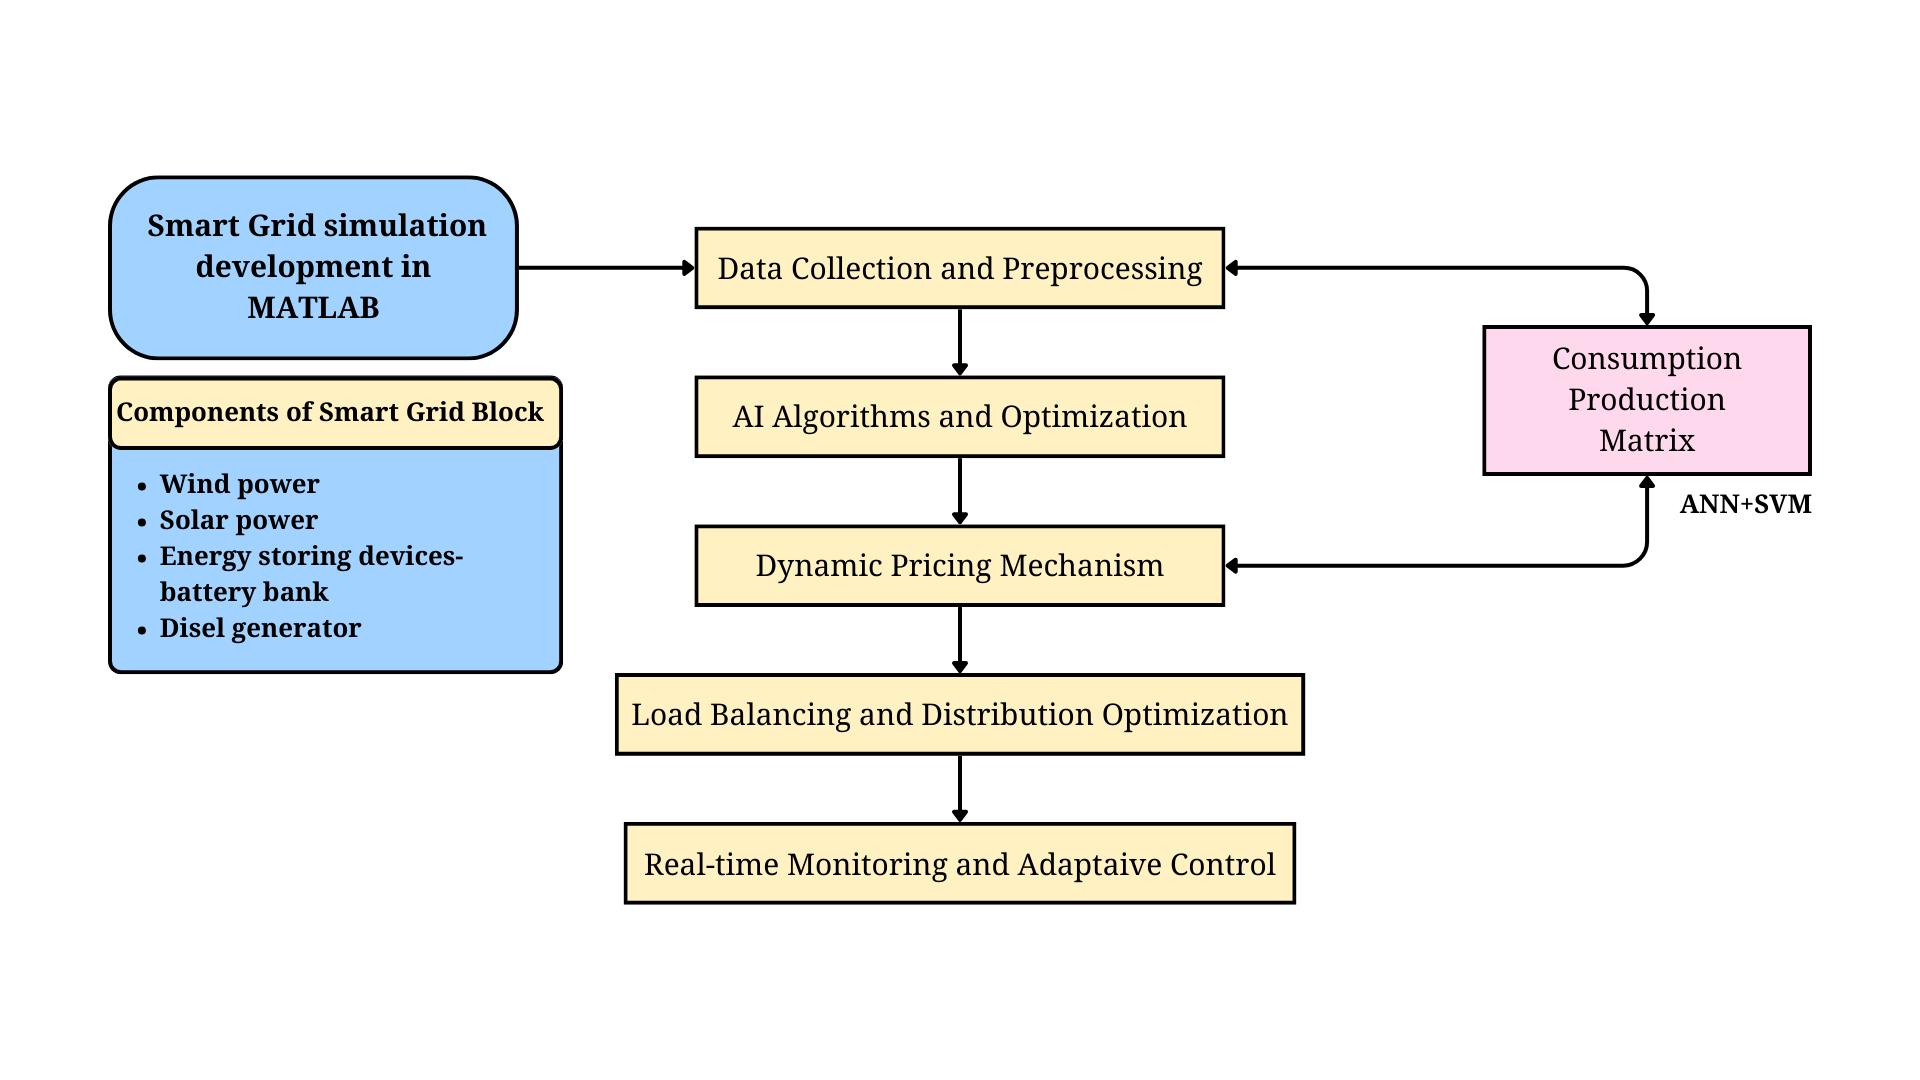 Smart Grid simulation
development in
MATLAB
Components of Smart Grid Block
• Wind power
• Solar power
• Energy storing devices-
battery bank
• Disel generator
Data Collection and Preprocessing
AI Algorithms and Optimization
Dynamic Pricing Mechanism
Load Balancing and Distribution Optimization
Real-time Monitoring and Adaptaive Control
Consumption
Production
Matrix
ANN+SVM